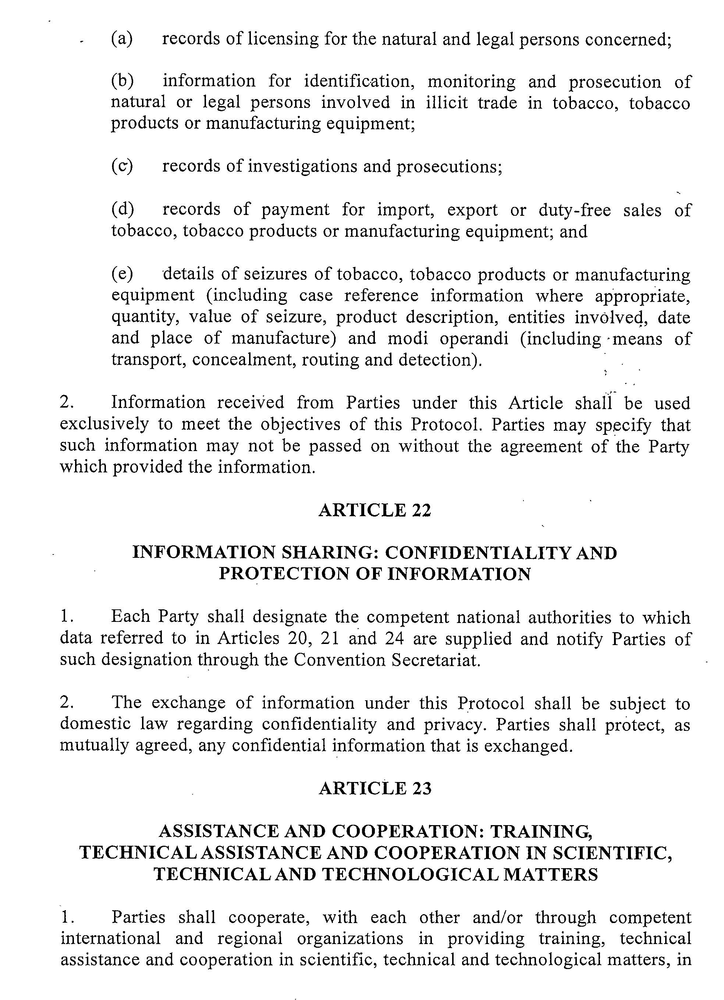 (a) records of licensing for the natural and legal persons concerned;
(b) information for identification, monitoring and prosecution of
natural or legal persons involved in illicit trade in tobacco, tobacco
products or manufacturing equipment;
(c) records of investigations and prosecutions;
(d) records of payment for import, export or duty-free sales of
tobacco, tobacco products or manufacturing equipment; and
(e) details of seizures of tobacco, tobacco products or manufacturing
equipment (including case reference information where appropriate,
quantity, value of seizure, product description, entities involved, date
and place of manufacture) and modi operandi (including means of
transport, concealment, routing and detection).
2. Information received from Parties under this Article shall be used
exclusively to meet the objectives of this Protocol. Parties may specify that
such information may not be passed on without the agreement of the Party
which provided the information.
ARTICLE 22
INFORMATION SHARING: CONFIDENTIALITY AND
PROTECTION OF INFORMATION
1. Each Party shall designate the competent national authorities to which
data referred to in Articles 20, 21 and 24 are supplied and notify Parties of
such designation through the Convention Secretariat.
2. The exchange of information under this Protocol shall be subject to
domestic law regarding confidentiality and privacy. Parties shall protect, as
mutually agreed, any confidential information that is exchanged.
ARTICLE 23
ASSISTANCE AND COOPERATION: TRAINING,
TECHNICAL ASSISTANCE AND COOPERATION IN SCIENTIFIC,
TECHNICAL AND TECHNOLOGICAL MATTERS
1. Parties shall cooperate, with each other and/or through competent
international and regional organizations in providing training, technical
assistance and cooperation in scientific, technical and technological matters, in